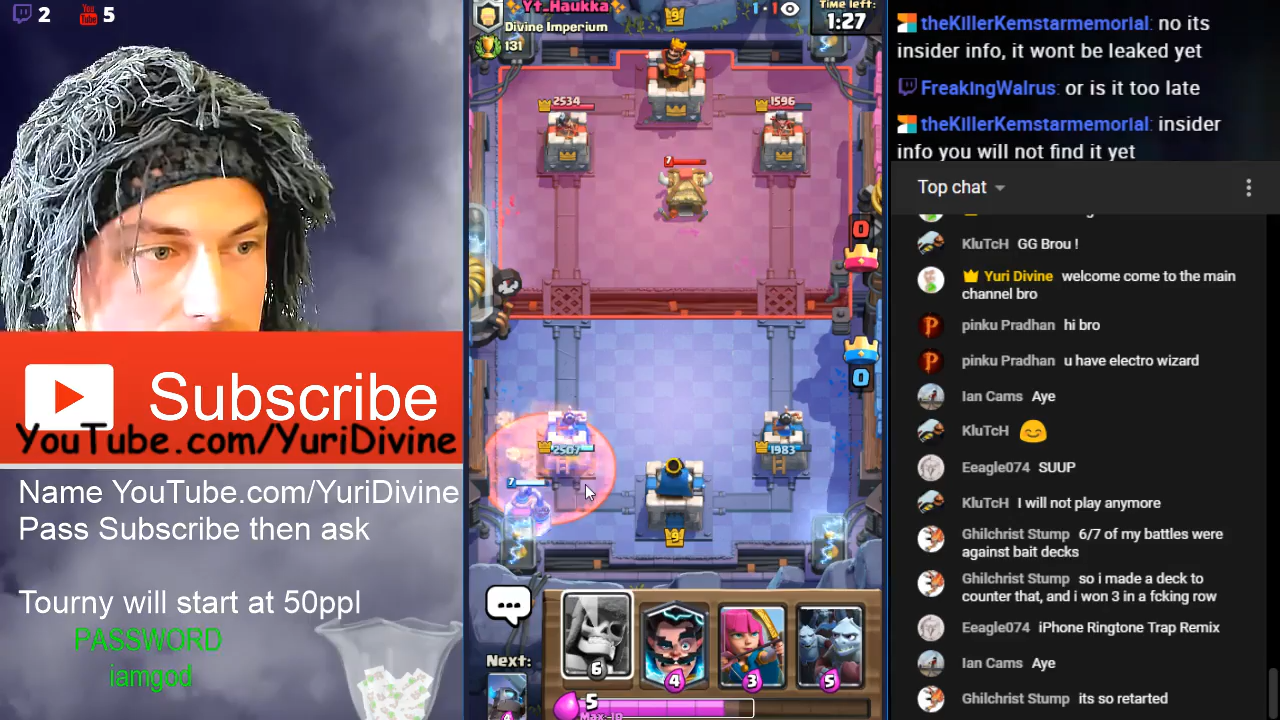 2
5
Subscribe
YouTube.com/YuriDivine
Name YouTube.com/YuriDivine
Pass Subscribe then ask
Tourny will start at 50ppl
PASSWORD
iamgod
Yt_Haukka
Divine Imperium
131
1 - 1
Time left:
1:27
2534
1596
7
0
0
2507
1983
7
9
Next:
6
4
3
5
4
5
Max-10
theKillerKemstarmemorial: no its
insider info, it wont be leaked yet
FreakIngWalrus: or is it too late
theKillerKemstarmemorial: insider
info you will not find it yet
Top chat
KluTcH GG Brou !
Yuri Divine welcome come to the main
channel bro
pinku Pradhan hi bro
pinku Pradhan u have electro wizard
Ian Cams Aye
KluTcH 😊
Eeagle074 SUUP
KluTcH I will not play anymore
Ghilchrist Stump 6/7 of my battles were
against bait decks
Ghilchrist Stump so i made a deck to
counter that, and i won 3 in a fcking row
Eeagle074 iPhone Ringtone Trap Remix
Ian Cams Aye
Ghilchrist Stump its so retarted